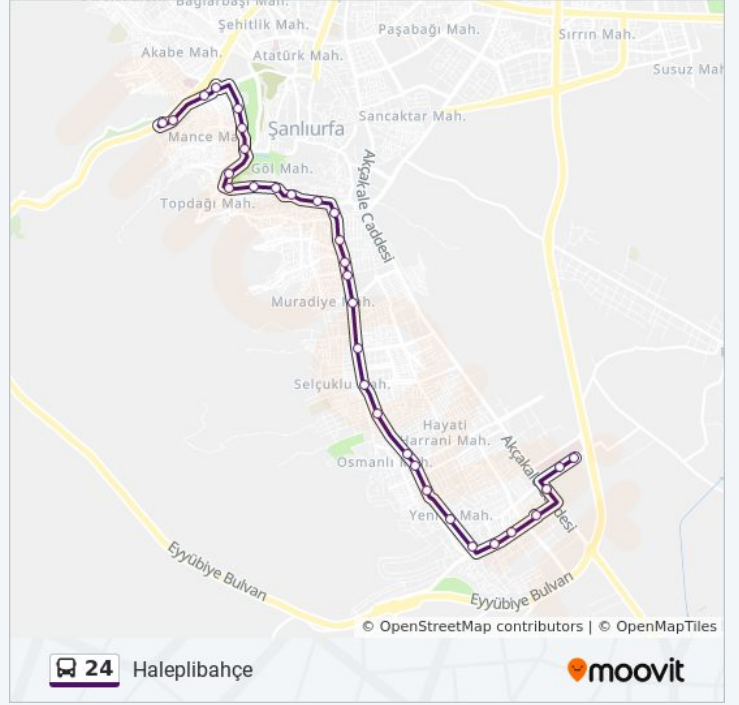 Bağlarbaşı Mah.
Şehitlik Mah.
Paşabağı Mah.
Sırrın Mah.
Akabe Mah.
Atatürk Mah.
Susuz Mah
Sancaktar Mah.
Mance Ma
Şanlıurfa
Göl Mah.
Akçakale Caddesi
Topdağı Mah.
Muradiye Mah.
Selçuklu Mah.
Hayati
Harrani Mah.
Osmanlı Mah.
Akçakale Caddesi
Yeni Mah.
Eyyübiye Bulvarı
Eyyübiye Bulvarı
© OpenStreetMap contributors | © OpenMapTiles
24 Haleplibahçe
moovit